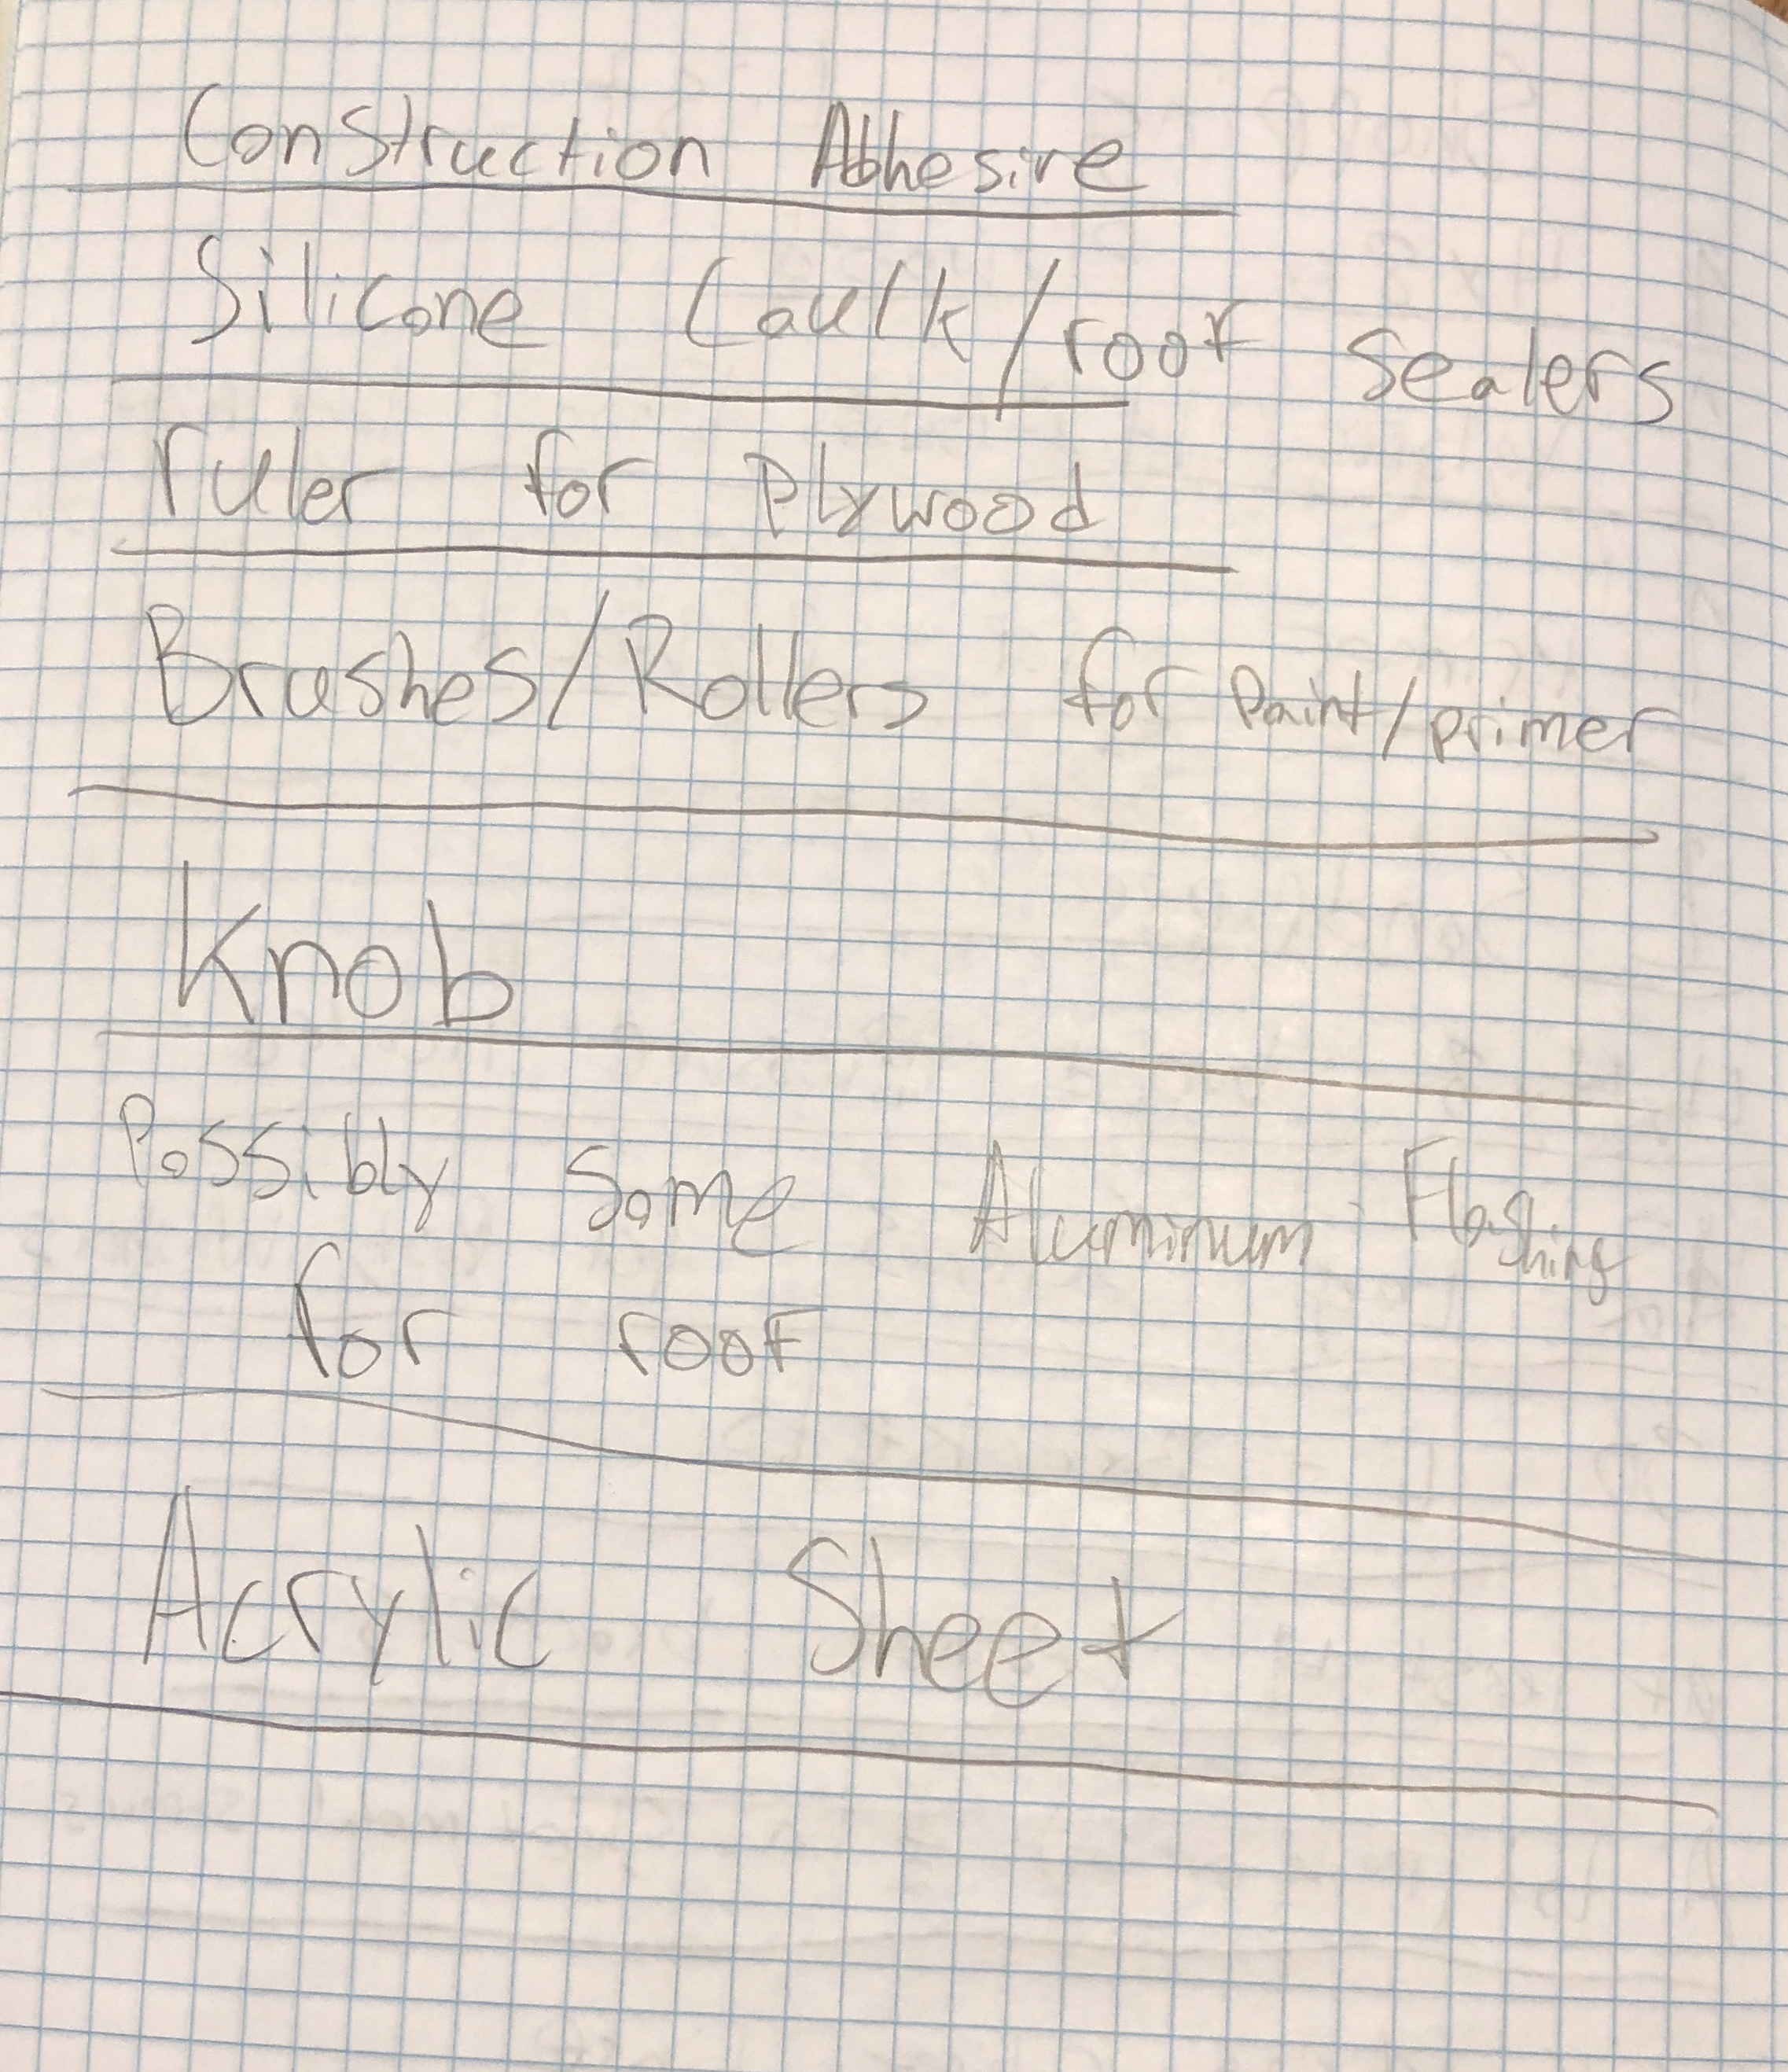 Construction Abhesive
Silicone Caulk/roof Sealers
ruler for Plywood
Brushes/Rollers for Paint/primer
Knob
Possibly Some Aluminum Flashing
for roof
Acrylic Sheet